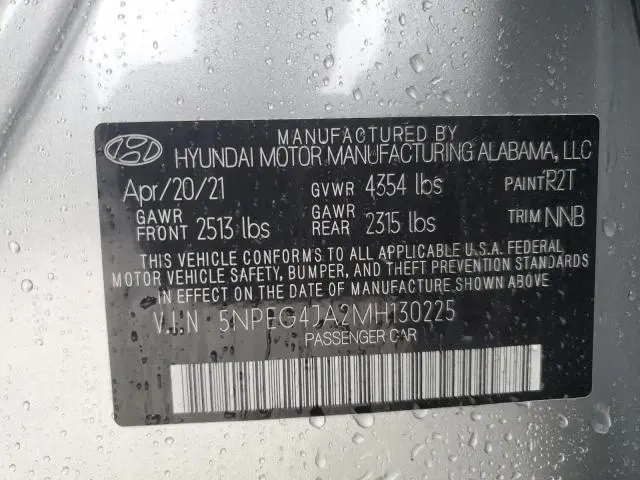 MANUFACTURED BY
HYUNDAI MOTOR MANUFACTURING ALABAMA, LLC
Apr/20/21 GVWR 4354 lbs PAINT R2T
GAWR FRONT 2513 lbs GAWR REAR 2315 lbs TRIM NNB
THIS VEHICLE CONFORMS TO ALL APPLICABLE U.S.A. FEDERAL
MOTOR VEHICLE SAFETY, BUMPER, AND THEFT PREVENTION STANDARDS
IN EFFECT ON THE DATE OF MANUFACTURE SHOWN ABOVE.
V.I.N 5NPEG4JA2MH130225
PASSENGER CAR